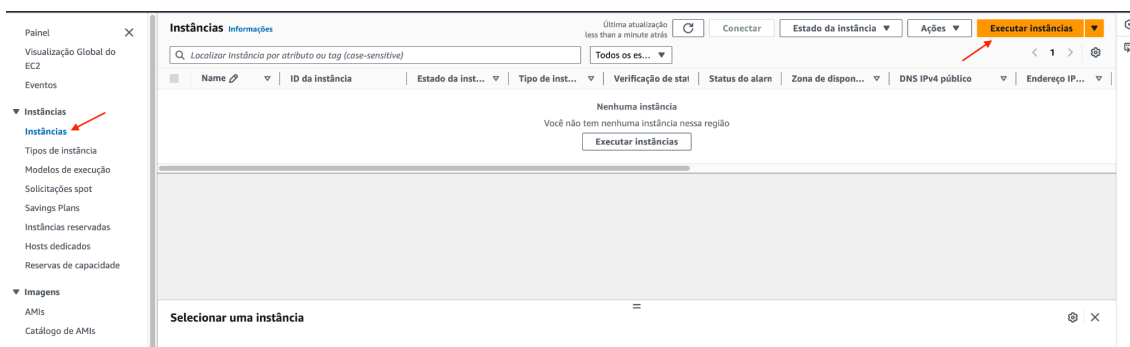 Painel
Visualização Global do
EC2
Eventos
Instâncias
Instâncias
Tipos de instância
Modelos de execução
Solicitações spot
Savings Plans
Instâncias reservadas
Hosts dedicados
Reservas de capacidade
Imagens
AMIs
Catálogo de AMIs
Instâncias Informações
Última atualização
less than a minute atrás
Conectar
Estado da instância
Ações
Executar instâncias
Localizar Instância por atributo ou tag (case-sensitive)
Todos os es...
1
Name
ID da instância
Estado da inst...
Tipo de inst...
Verificação de stat
Status do alarm
Zona de dispon...
DNS IPv4 público
Endereço IP...
Nenhuma instância
Você não tem nenhuma instância nessa região
Executar instâncias
Selecionar uma instância